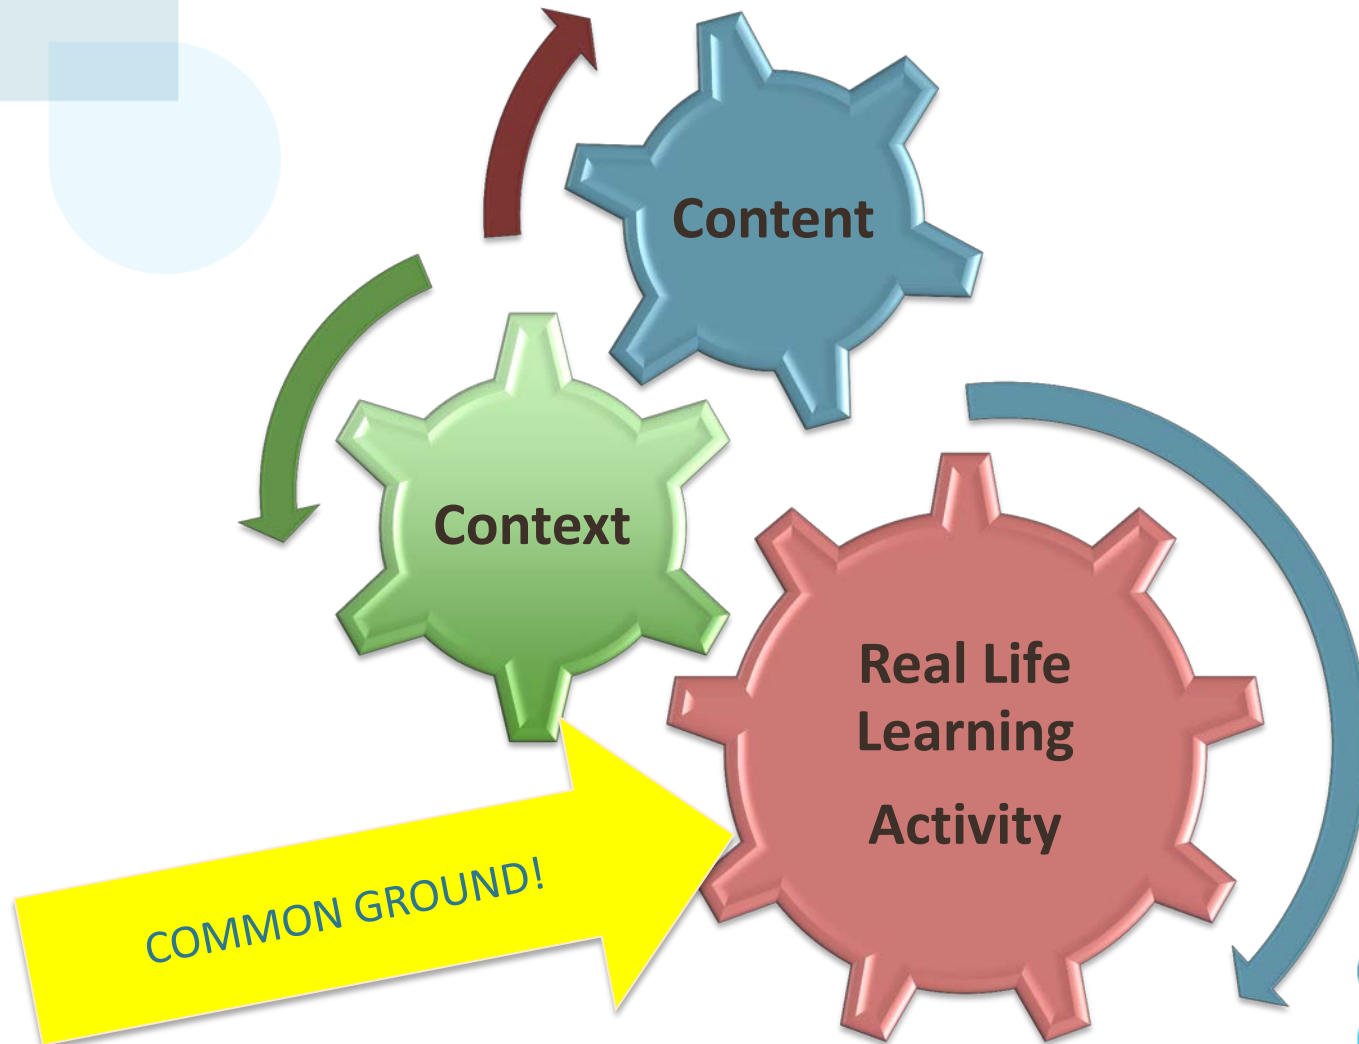 Content
Context
Real Life
Learning
Activity
COMMON GROUND!